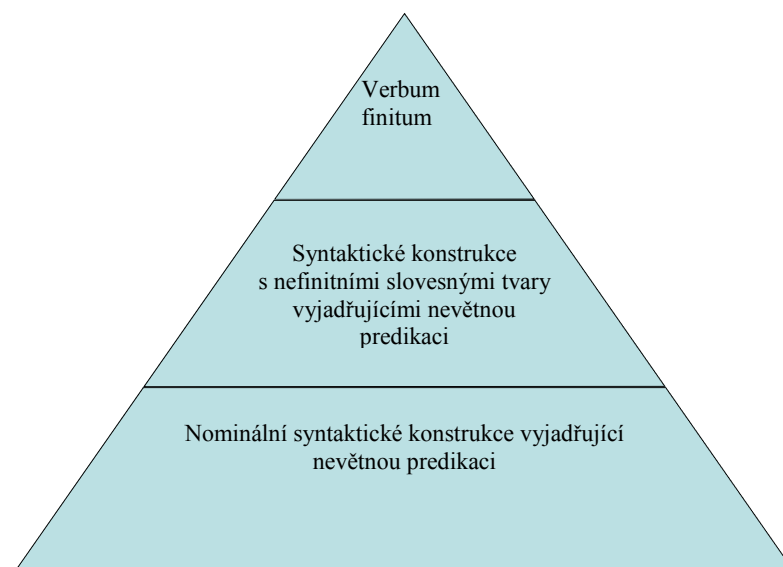 Verbum
finitum
Syntaktické konstrukce
s nefinitními slovesnými tvary
vyjadřujícími nevětnou
predikaci
Nominální syntaktické konstrukce vyjadřující
nevětnou predikaci